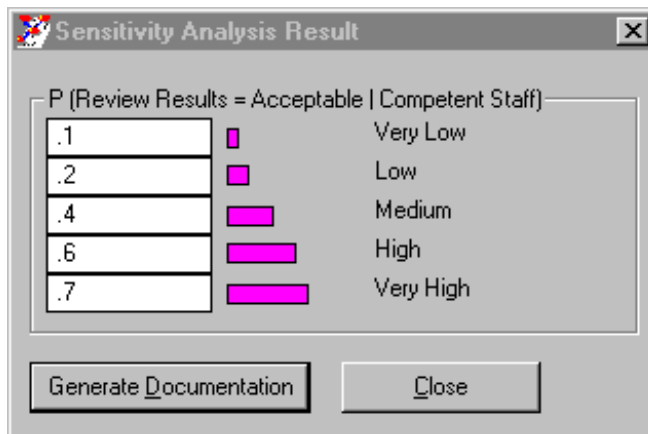 Sensitivity Analysis Result
P (Review Results = Acceptable | Competent Staff)
.1 Very Low
.2 Low
.4 Medium
.6 High
.7 Very High
Generate Documentation Close